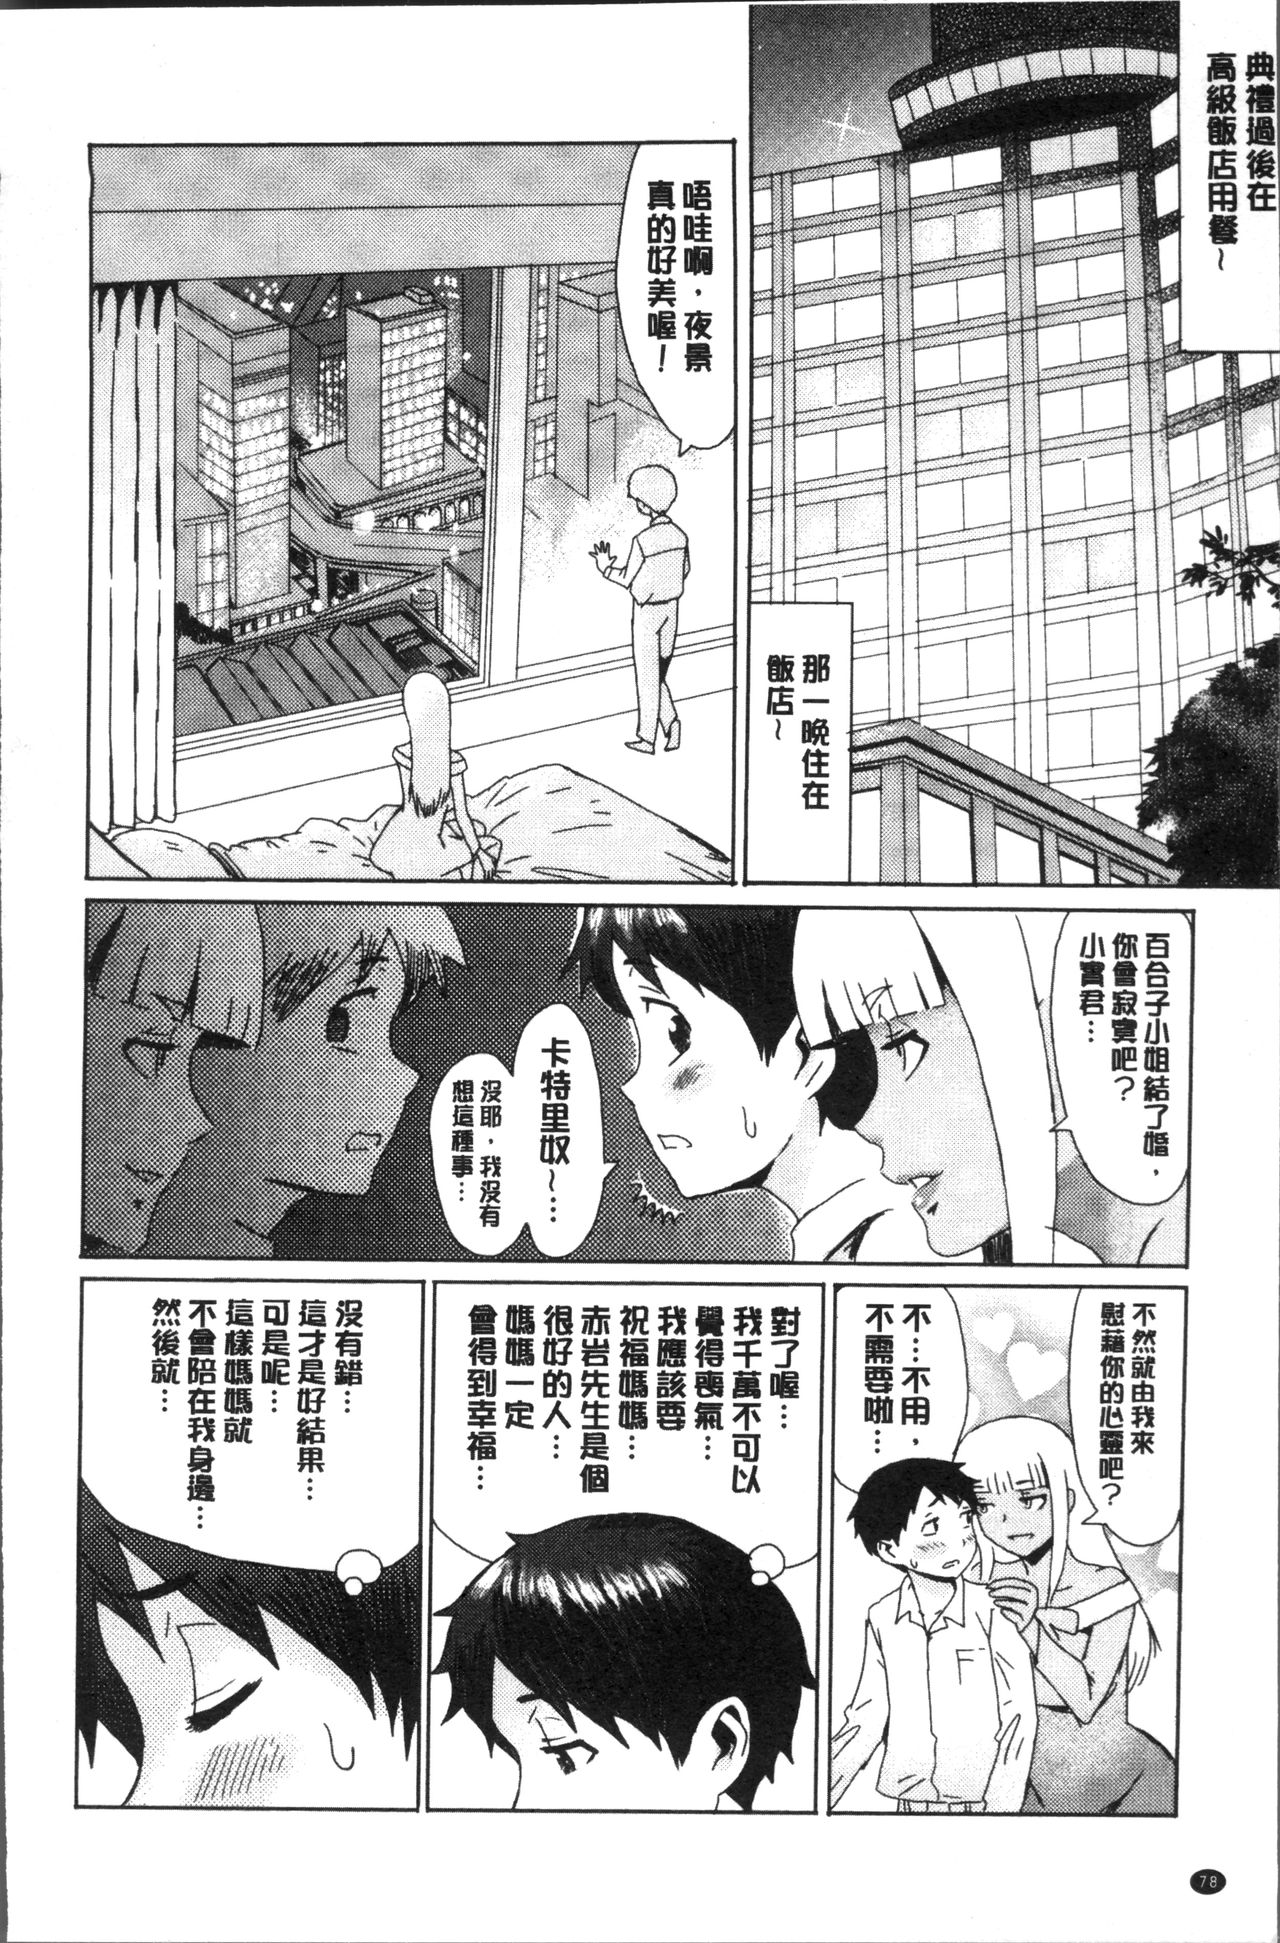 典禮過後在
高級飯店用餐~
那一晚住在
飯店~
唔哇啊，夜景
真的好美喔！
百合子小姐結了婚，
你會寂寞吧？
小實君…
卡特里奴~…
沒耶，我沒有
想這種事…
不然就由我來
慰藉你的心靈吧？
不…不用，
不需要啦…
F
對了喔…
我千萬不可以
覺得喪氣…
我應該要
祝福媽媽…
赤岩先生是個
很好的人…
媽媽一定
會得到幸福…
沒有錯…
這才是好結果…
可是呢…
這樣媽媽就
不會陪在我身邊…
然後就…
78